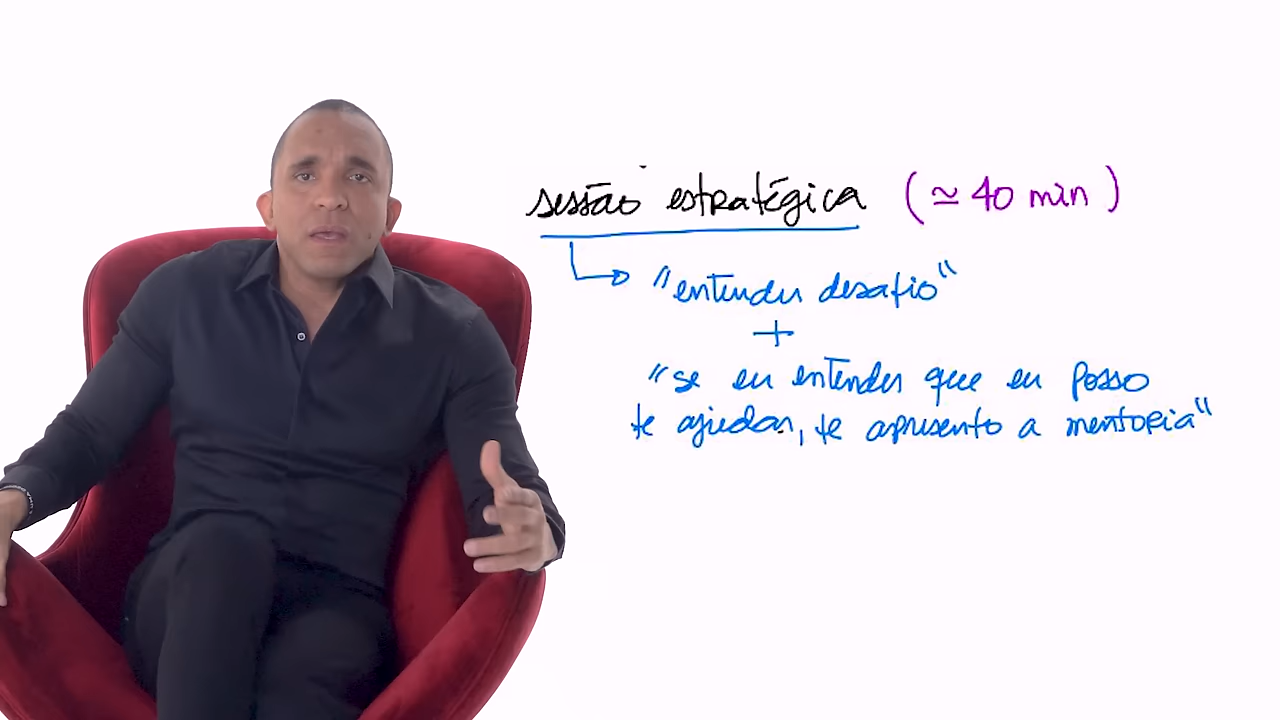 sessão estratégica (≃ 40 min)
"entender desafio"
+
"se eu entender que eu posso
te ajudar, te apresento a mentoria"